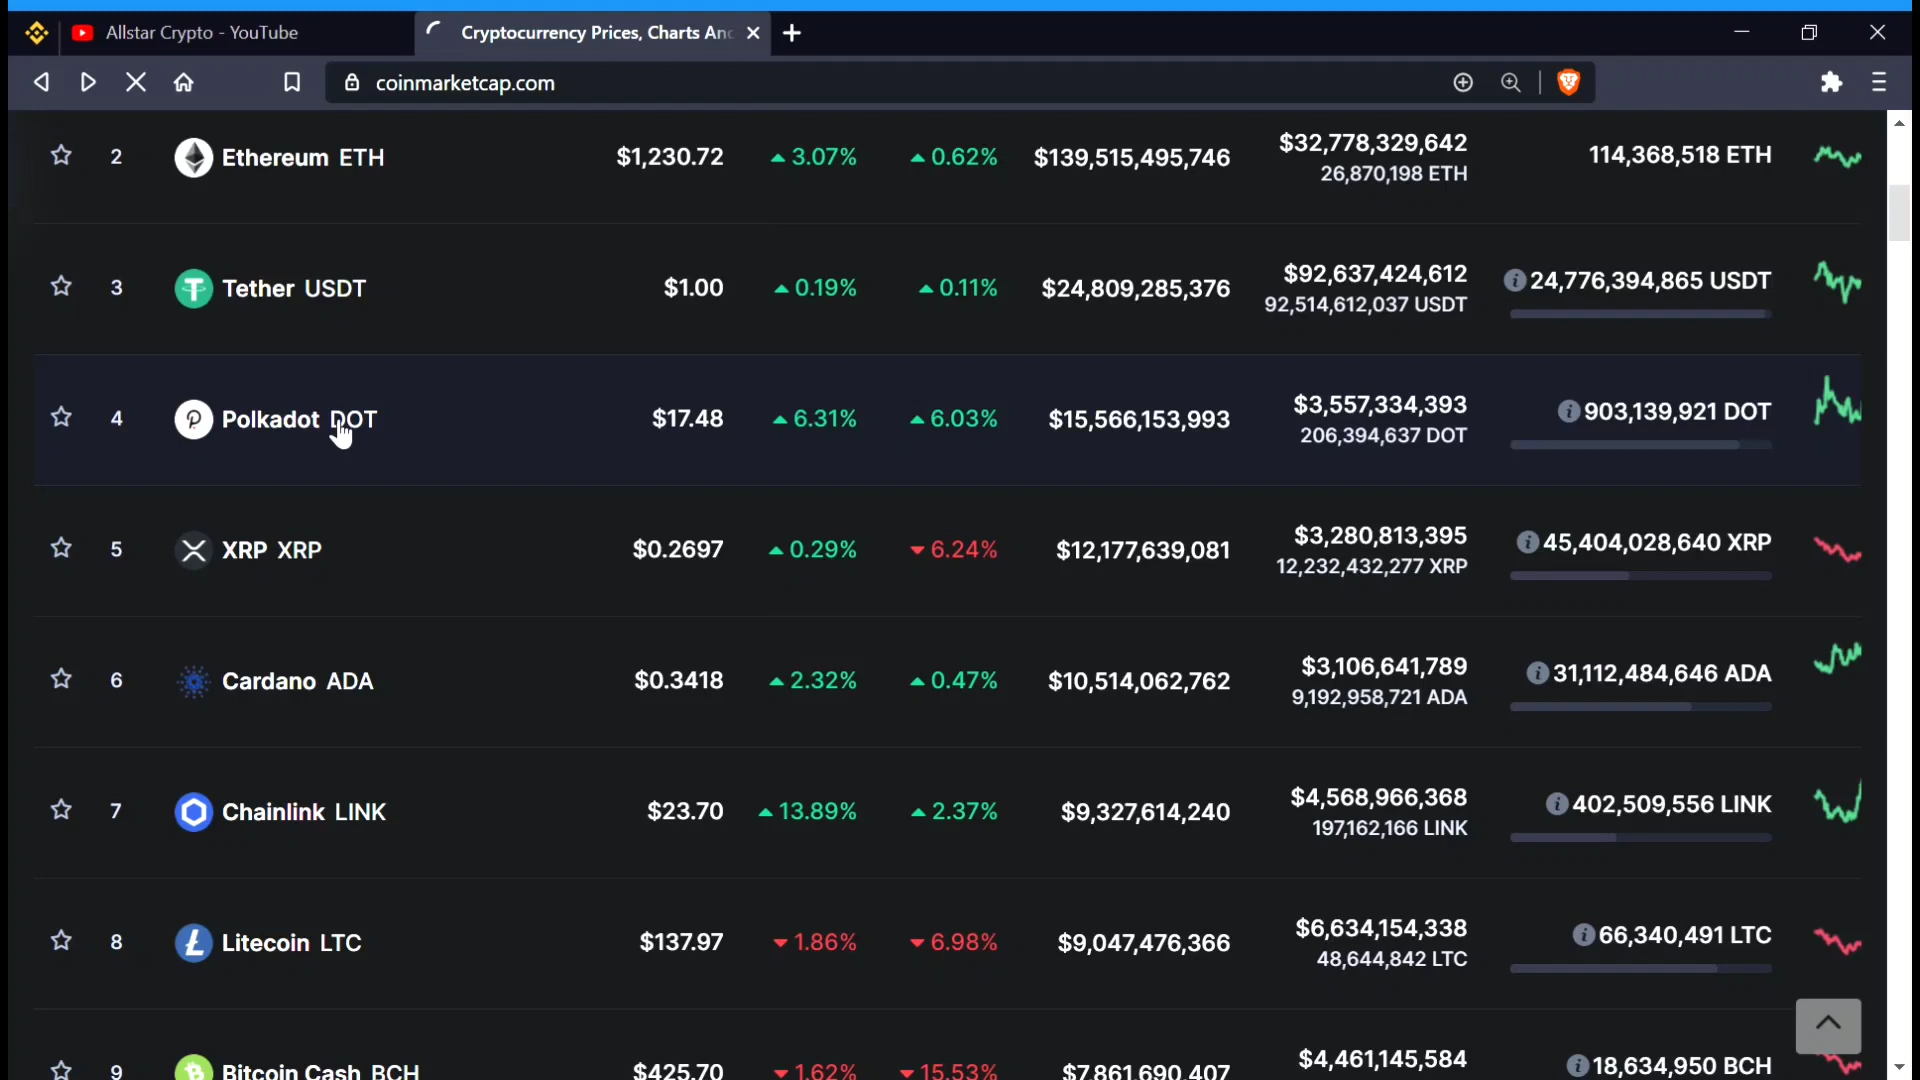 Allstar Crypto - YouTube
Cryptocurrency Prices, Charts An
coinmarketcap.com
2 Ethereum ETH $1,230.72 3.07% 0.62% $139,515,495,746 $32,778,329,642 114,368,518 ETH
26,870,198 ETH
3 Tether USDT $1.00 0.19% 0.11% $24,809,285,376 $92,637,424,612 24,776,394,865 USDT
92,514,612,037 USDT
4 Polkadot DOT $17.48 6.31% 6.03% $15,566,153,993 $3,557,334,393 903,139,921 DOT
206,394,637 DOT
5 XRP XRP $0.2697 0.29% 6.24% $12,177,639,081 $3,280,813,395 45,404,028,640 XRP
12,232,432,277 XRP
6 Cardano ADA $0.3418 2.32% 0.47% $10,514,062,762 $3,106,641,789 31,112,484,646 ADA
9,192,958,721 ADA
7 Chainlink LINK $23.70 13.89% 2.37% $9,327,614,240 $4,568,966,368 402,509,556 LINK
197,162,166 LINK
8 Litecoin LTC $137.97 1.86% 6.98% $9,047,476,366 $6,634,154,338 66,340,491 LTC
48,644,842 LTC
9 Bitcoin Cash BCH $425.70 1.62% 15.53% $7,861,690,407 $4,461,145,584 18,634,950 BCH